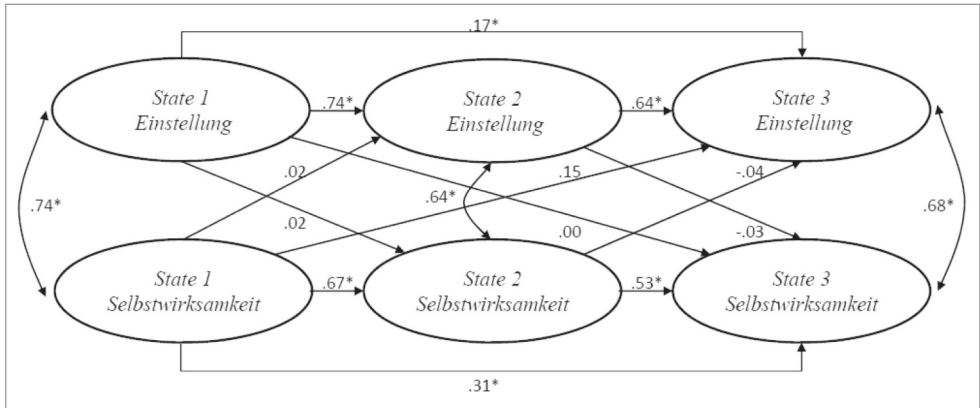 .17*
State 1
Einstellung
.74*
State 2
Einstellung
.64*
State 3
Einstellung
.02
.15
-.04
.74*
.64*
.68*
.02
.00
-.03
State 1
Selbstwirksamkeit
.67*
State 2
Selbstwirksamkeit
.53*
State 3
Selbstwirksamkeit
.31*